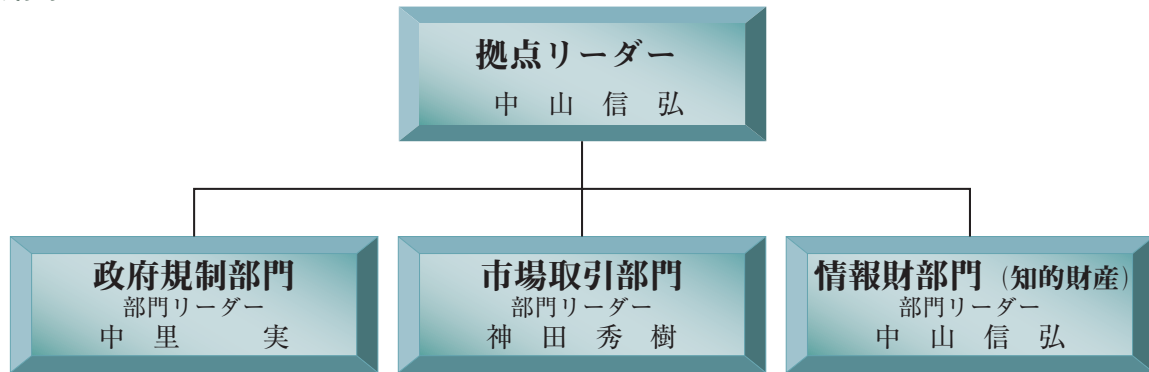 拠点リーダー
中山信弘
政府規制部門
部門リーダー
中里 実
市場取引部門
部門リーダー
神田秀樹
情報財部門（知的財産）
部門リーダー
中山信弘